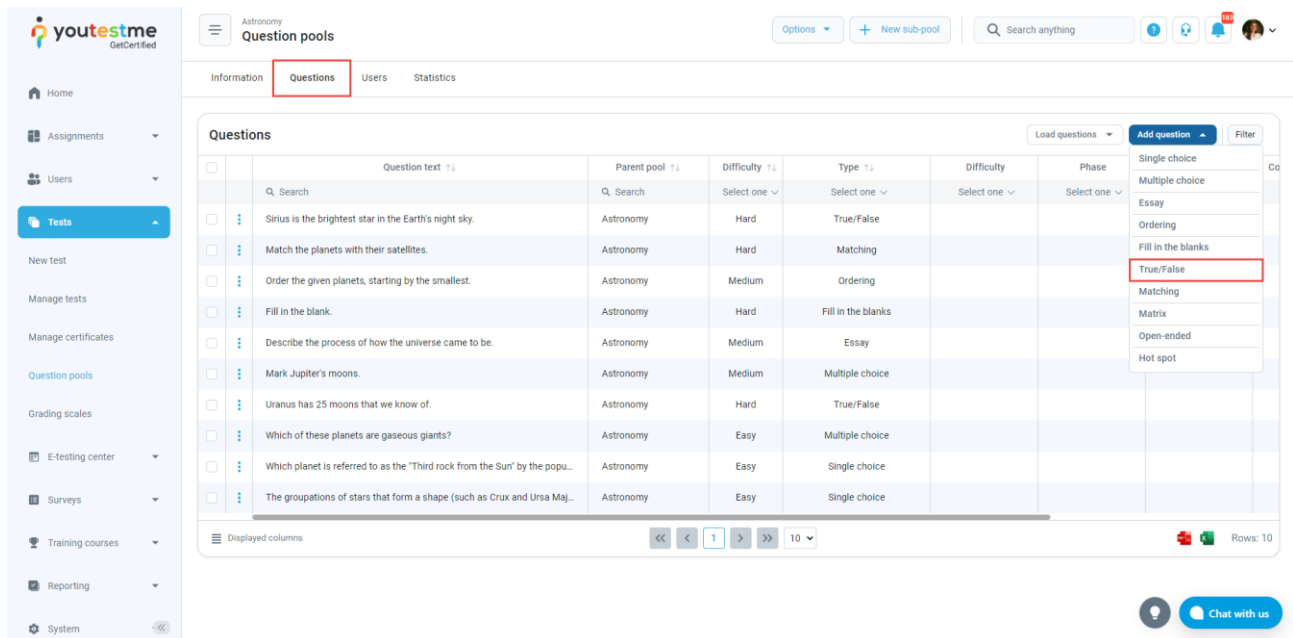 youtestme
GetCertified
Astronomy
Question pools
Options
+ New sub-pool
Search anything
?
183
Information Questions Users Statistics
Home
Assignments
Users
Tests
New test
Manage tests
Manage certificates
Question pools
Grading scales
E-testing center
Surveys
Training courses
Reporting
System
Questions
Load questions
Add question
Filter
Question text Parent pool Difficulty Type Difficulty Phase Co
Search Search Select one Select one Select one Select one
Sirius is the brightest star in the Earth's night sky. Astronomy Hard True/False
Match the planets with their satellites. Astronomy Hard Matching
Order the given planets, starting by the smallest. Astronomy Medium Ordering
Fill in the blank. Astronomy Hard Fill in the blanks
Describe the process of how the universe came to be. Astronomy Medium Essay
Mark Jupiter's moons. Astronomy Medium Multiple choice
Uranus has 25 moons that we know of. Astronomy Hard True/False
Which of these planets are gaseous giants? Astronomy Easy Multiple choice
Which planet is referred to as the "Third rock from the Sun" by the popu... Astronomy Easy Single choice
The groupations of stars that form a shape (such as Crux and Ursa Maj... Astronomy Easy Single choice
Single choice
Multiple choice
Essay
Ordering
Fill in the blanks
True/False
Matching
Matrix
Open-ended
Hot spot
Displayed columns
<< < 1 > >> 10
Rows: 10
Chat with us